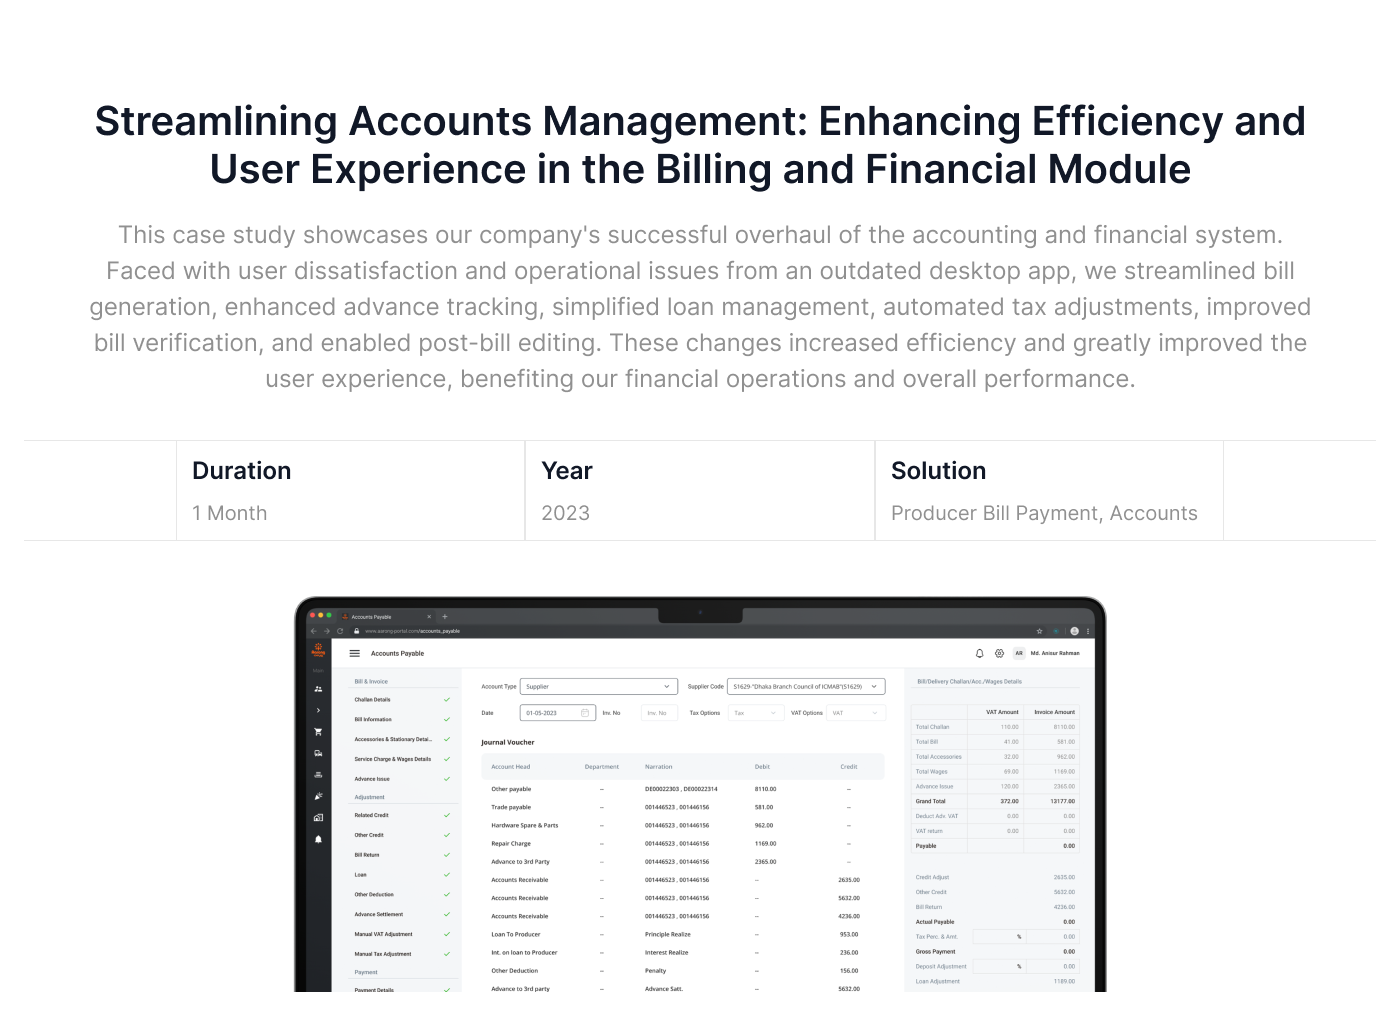 Streamlining Accounts Management: Enhancing Efficiency and
User Experience in the Billing and Financial Module
This case study showcases our company's successful overhaul of the accounting and financial system.
Faced with user dissatisfaction and operational issues from an outdated desktop app, we streamlined bill
generation, enhanced advance tracking, simplified loan management, automated tax adjustments, improved
bill verification, and enabled post-bill editing. These changes increased efficiency and greatly improved the
user experience, benefiting our financial operations and overall performance.
Duration
1 Month
Year
2023
Solution
Producer Bill Payment, Accounts
Accounts Payable
www.aarong-portal.com/accounts_payable
Accounts Payable
AR Md. Anisur Rahman
Bill & Invoice
Challan Details
Bill Information
Accessories & Stationary Detai...
Service Charge & Wages Details
Advance Issue
Adjustment
Related Credit
Other Credit
Bill Return
Loan
Other Deduction
Advance Settlement
Manual VAT Adjustment
Manual Tax Adjustment
Payment
Payment Details
Account Type Supplier Supplier Code S1629-"Dhaka Branch Council of ICMAB"(S1629)
Date 01-05-2023 Inv. No Inv. No Tax Options Tax VAT Options VAT
Journal Voucher
Account Head Department Narration Debit Credit
Other payable -- DE00022303 , DE00022314 8110.00 --
Trade payable -- 001446523 , 001446156 581.00 --
Hardware Spare & Parts -- 001446523 , 001446156 962.00 --
Repair Charge -- 001446523 , 001446156 1169.00 --
Advance to 3rd Party -- 001446523 , 001446156 2365.00 --
Accounts Receivable -- 001446523 , 001446156 -- 2635.00
Accounts Receivable -- 001446523 , 001446156 -- 5632.00
Accounts Receivable -- 001446523 , 001446156 -- 4236.00
Loan To Producer -- Principle Realize -- 953.00
Int. on loan to Producer -- Interest Realize -- 236.00
Other Deduction -- Penalty -- 156.00
Advance to 3rd party -- Advance Satt. -- 5632.00
Bill/Delivery Challan/Acc./Wages Details
VAT Amount Invoice Amount
Total Challan 110.00 8110.00
Total Bill 41.00 581.00
Total Accessories 32.00 962.00
Total Wages 69.00 1169.00
Advance Issue 120.00 2365.00
Grand Total 372.00 13177.00
Deduct Adv. VAT 0.00 0.00
VAT return 0.00 0.00
Payable 0.00
Credit Adjust 2635.00
Other Credit 5632.00
Bill Return 4236.00
Actual Payable 0.00
Tax Perc. & Amt. % 0.00
Gross Payment 0.00
Deposit Adjustment % 0.00
Loan Adjustment 1189.00